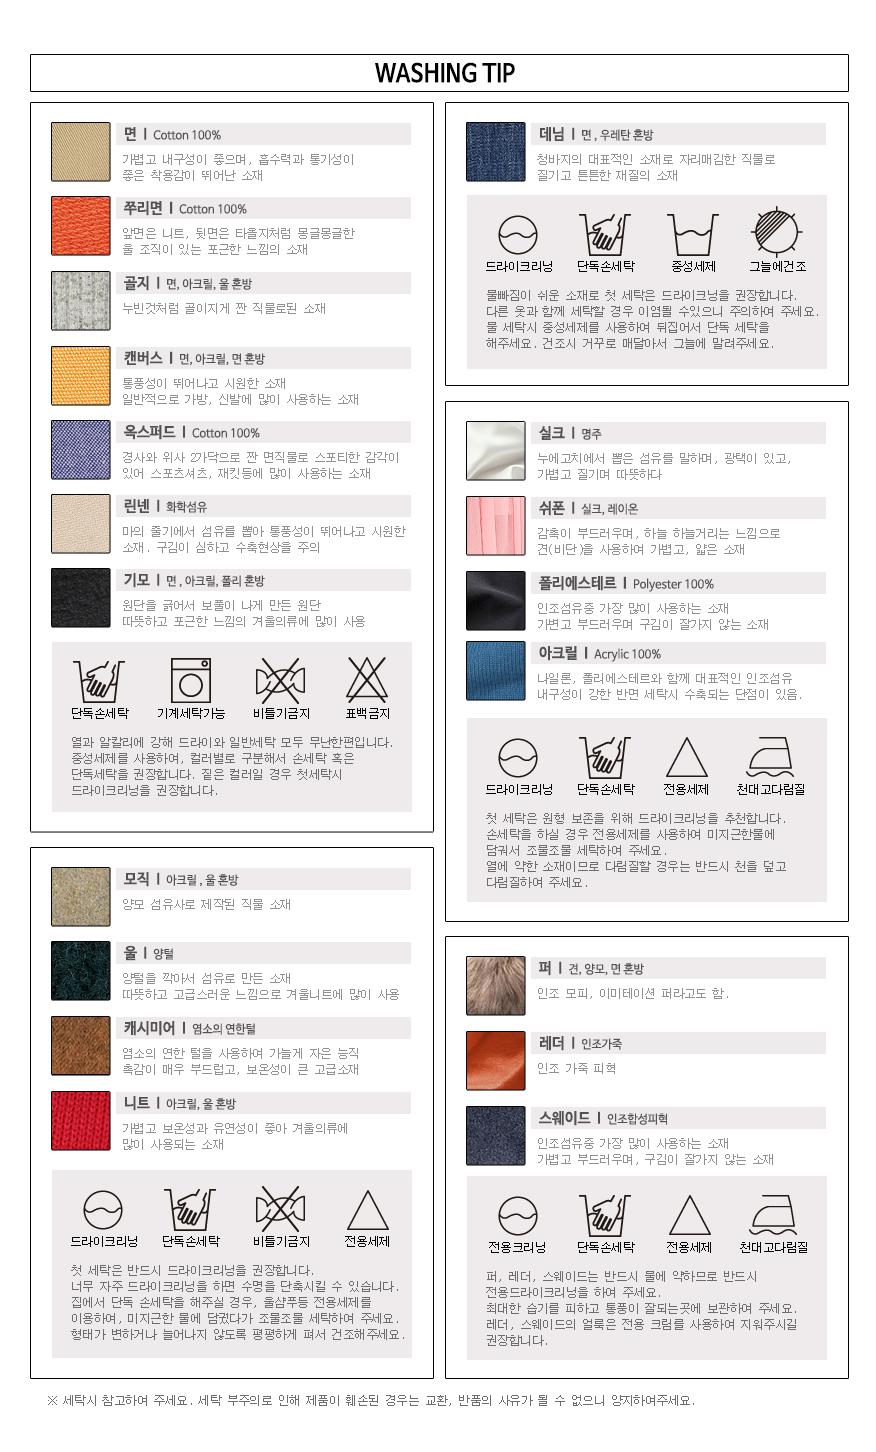 WASHING TIP
면 | Cotton 100%
가볍고 내구성이 좋으며, 흡수력과 통기성이
좋은 착용감이 뛰어난 소재
쭈리면 | Cotton 100%
앞면은 니트, 뒷면은 타올지처럼 몽글몽글한
울 조직이 있는 포근한 느낌의 소재
골지 | 면, 아크릴, 울 혼방
누빈것처럼 골이지게 짠 직물로된 소재
캔버스 | 면, 아크릴, 면 혼방
통풍성이 뛰어나고 시원한 소재
일반적으로 가방, 신발에 많이 사용하는 소재
옥스퍼드 | Cotton 100%
경사와 위사 2가닥으로 짠 면직물로 스포티한 감각이
있어 스포츠셔츠, 재킷등에 많이 사용하는 소재
린넨 | 화학섬유
마의 줄기에서 섬유를 뽑아 통풍성이 뛰어나고 시원한
소재. 구김이 심하고 수축현상을 주의
기모 | 면, 아크릴, 폴리 혼방
원단을 긁어서 보풀이 나게 만든 원단
따뜻하고 포근한 느낌의 겨울의류에 많이 사용
단독손세탁 기계세탁가능 비틀기금지 표백금지
열과 알칼리에 강해 드라이와 일반세탁 모두 무난한편입니다.
중성세제를 사용하여, 컬러별로 구분해서 손세탁 혹은
단독세탁을 권장합니다. 짙은 컬러일 경우 첫세탁시
드라이크리닝을 권장합니다.
모직 | 아크릴, 울 혼방
양모 섬유사로 제작된 직물 소재
울 | 양털
양털을 깍아서 섬유로 만든 소재
따뜻하고 고급스러운 느낌으로 겨울니트에 많이 사용
캐시미어 | 염소의 연한털
염소의 연한 털을 사용하여 가늘게 자은 능직
촉감이 매우 부드럽고, 보온성이 큰 고급소재
니트 | 아크릴, 울 혼방
가볍고 보온성과 유연성이 좋아 겨울의류에
많이 사용되는 소재
드라이크리닝 단독손세탁 비틀기금지 전용세제
첫 세탁은 반드시 드라이크리닝을 권장합니다.
너무 자주 드라이크리닝을 하면 수명을 단축시킬 수 있습니다.
집에서 단독 손세탁을 해주실 경우, 울샴푸등 전용세제를
이용하여, 미지근한 물에 담궜다가 조물조물 세탁하여 주세요.
형태가 변하거나 늘어나지 않도록 평평하게 펴서 건조해주세요.
데님 | 면, 우레탄 혼방
청바지의 대표적인 소재로 자리매김한 직물로
질기고 튼튼한 재질의 소재
드라이크리닝 단독손세탁 중성세제 그늘에건조
물빠짐이 쉬운 소재로 첫 세탁은 드라이크닝을 권장합니다.
다른 옷과 함께 세탁할 경우 이염될 수있으니 주의하여 주세요.
물 세탁시 중성세제를 사용하여 뒤집어서 단독 세탁을
해주세요. 건조시 거꾸로 매달아서 그늘에 말려주세요.
실크 | 명주
누에고치에서 뽑은 섬유를 말하며, 광택이 있고,
가볍고 질기며 따뜻하다
쉬폰 | 실크, 레이온
감촉이 부드러우며, 하늘 하늘거리는 느낌으로
견(비단)을 사용하여 가볍고, 얇은 소재
폴리에스테르 | Polyester 100%
인조섬유중 가장 많이 사용하는 소재
가변고 부드러우며 구김이 잘가지 않는 소재
아크릴 | Acrylic 100%
나일론, 폴리에스테르와 함께 대표적인 인조섬유
내구성이 강한 반면 세탁시 수축되는 단점이 있음.
드라이크리닝 단독손세탁 전용세제 천대고다림질
첫 세탁은 원형 보존을 위해 드라이크리닝을 추천합니다.
손세탁을 하실 경우 전용세제를 사용하여 미지근한물에
담궈서 조물조물 세탁하여 주세요.
열에 약한 소재이므로 다림질할 경우는 반드시 천을 덮고
다림질하여 주세요.
퍼 | 견, 양모, 면 혼방
인조 모피, 이미테이션 퍼라고도 함.
레더 | 인조가죽
인조 가죽 피혁
스웨이드 | 인조합성피혁
인조섬유중 가장 많이 사용하는 소재
가볍고 부드러우며, 구김이 잘가지 않는 소재
전용크리닝 단독손세탁 전용세제 천대고다림질
퍼, 레더, 스웨이드는 반드시 물에 약하므로 반드시
전용드라이크리닝을 하여 주세요.
최대한 습기를 피하고 통풍이 잘되는곳에 보관하여 주세요.
레더, 스웨이드의 얼룩은 전용 크림를 사용하여 지워주시길
권장합니다.
※ 세탁시 참고하여 주세요. 세탁 부주의로 인해 제품이 훼손된 경우는 교환, 반품의 사유가 될 수 없으니 양지하여주세요.